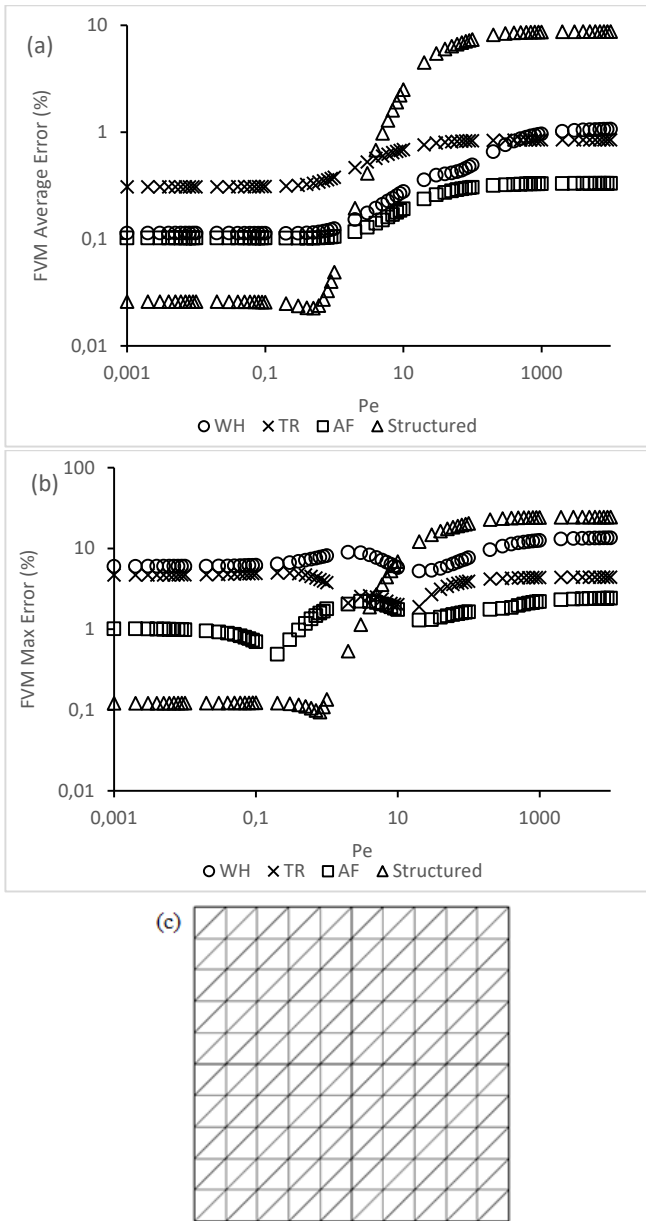 (a)
FVM Average Error (%)
10
1
0,1
0,01
0,001
0,1
10
1000
Pe
WH
TR
AF
Structured
(b)
FVM Max Error (%)
100
10
1
0,1
0,01
0,001
0,1
10
1000
Pe
WH
TR
AF
Structured
(c)